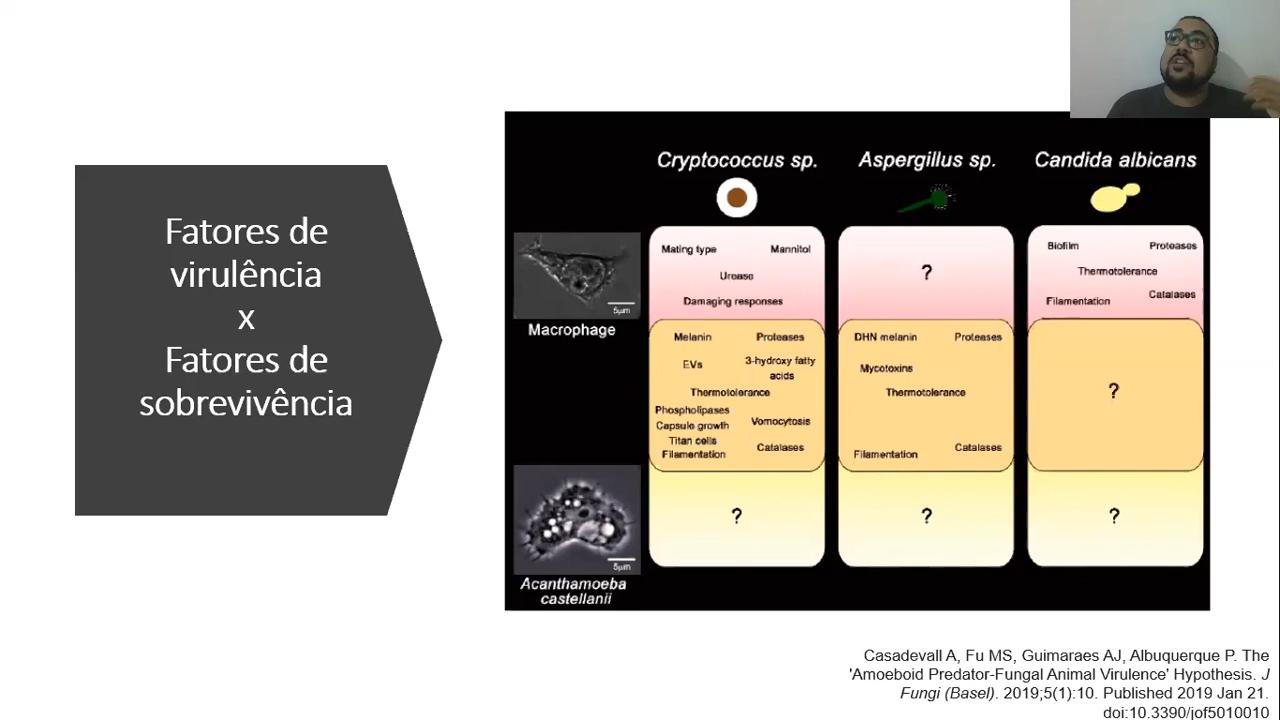 Fatores de
virulência
x
Fatores de
sobrevivência
Cryptococcus sp.
Aspergillus sp.
Candida albicans
5μm
Macrophage
Mating type
Mannitol
Urease
Damaging responses
?
Biofilm
Proteases
Thermotolerance
Filamentation
Catalases
Melanin
Proteases
EVs
3-hydroxy fatty
acids
Thermotolerance
Phospholipases
Capsule growth
Vomocytosis
Titan cells
Filamentation
Catalases
DHN melanin
Proteases
Mycotoxins
Thermotolerance
Filamentation
Catalases
?
5μm
Acanthamoeba
castellanii
?
?
?
Casadevall A, Fu MS, Guimaraes AJ, Albuquerque P. The
'Amoeboid Predator-Fungal Animal Virulence' Hypothesis. J
Fungi (Basel). 2019;5(1):10. Published 2019 Jan 21.
doi:10.3390/jof5010010